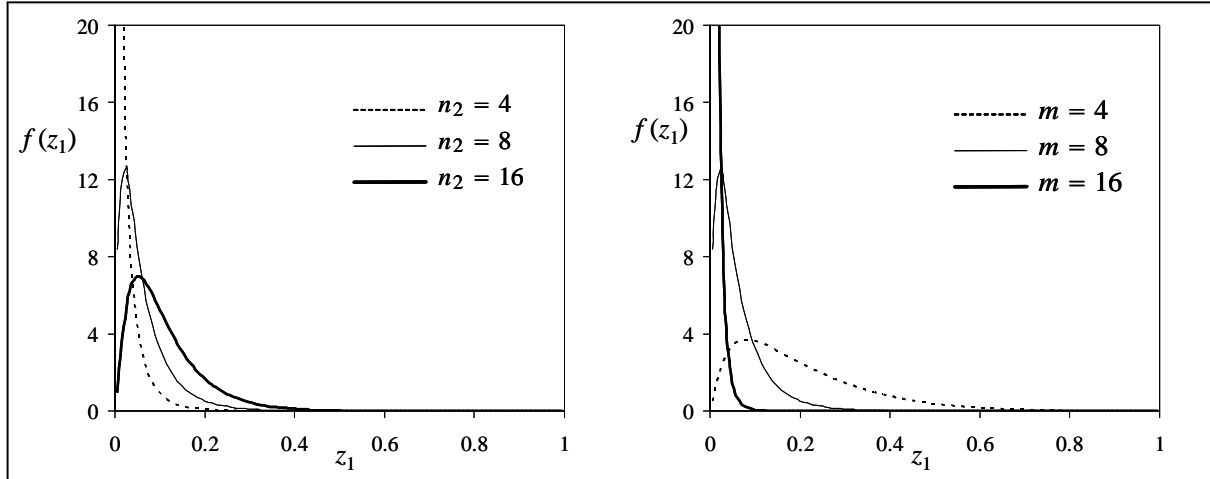 20
16
f(z₁)
12
8
4
0
0 0.2 0.4 0.6 0.8 1
z₁
n₂ = 4
n₂ = 8
n₂ = 16
20
16
f(z₁)
12
8
4
0
0 0.2 0.4 0.6 0.8 1
z₁
m = 4
m = 8
m = 16